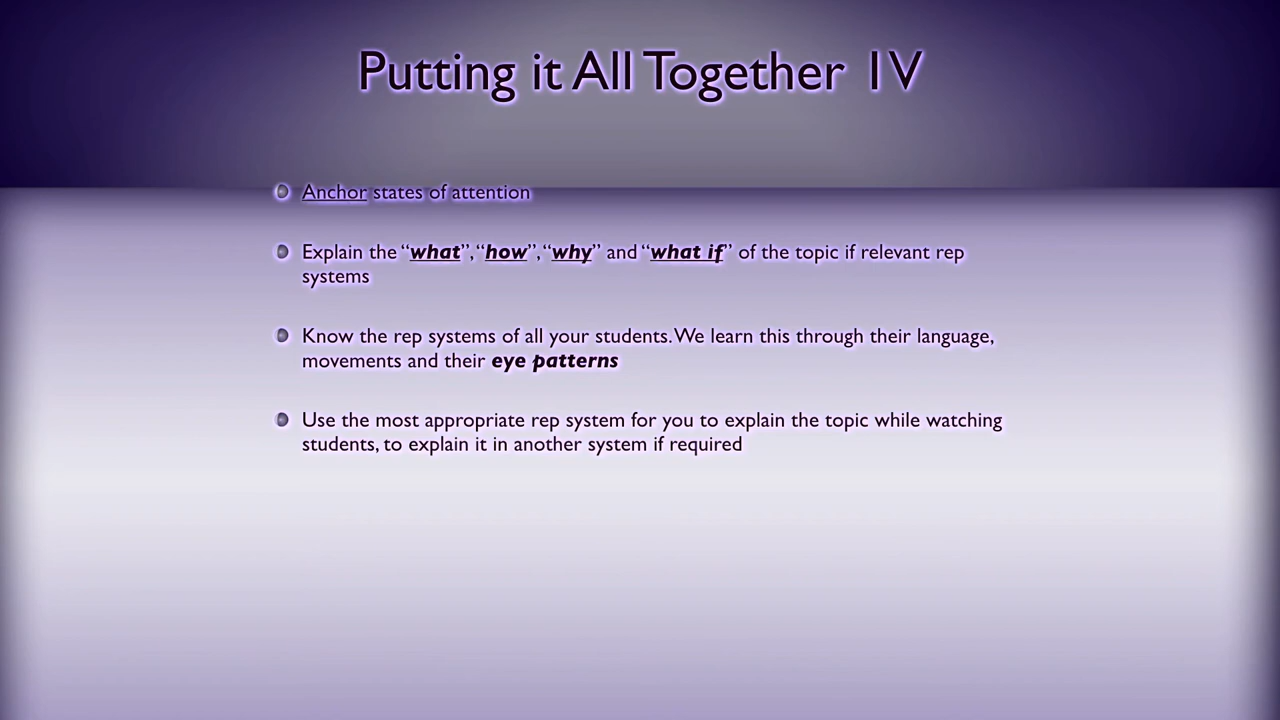 Putting it All Together 1V
Anchor states of attention
Explain the “what”, “how”, “why” and “what if” of the topic if relevant rep
systems
Know the rep systems of all your students. We learn this through their language,
movements and their eye patterns
Use the most appropriate rep system for you to explain the topic while watching
students, to explain it in another system if required